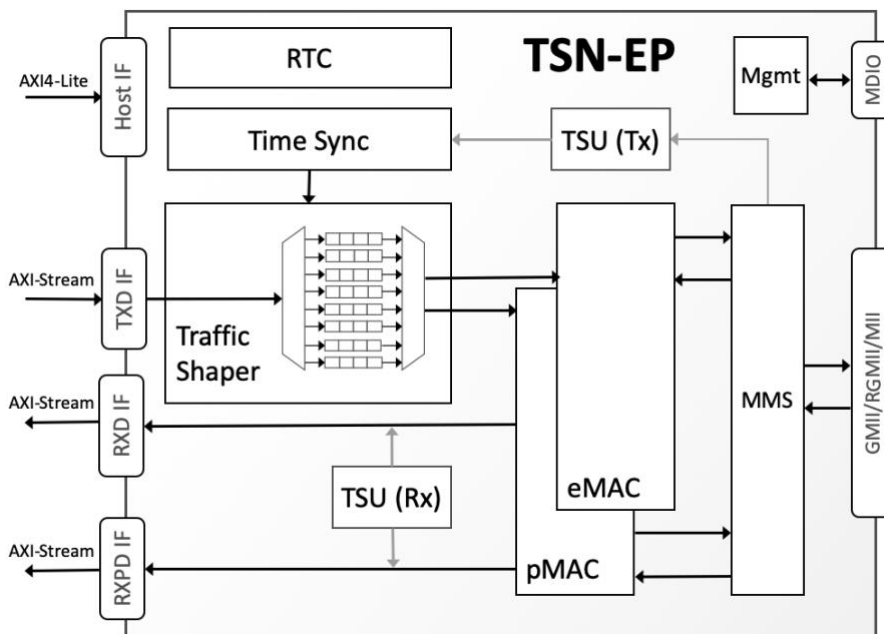 RTC
TSN-EP
Mgmt
MDIO
AXI4-Lite
Host IF
Time Sync
TSU (Tx)
AXI-Stream
TXD IF
Traffic
Shaper
AXI-Stream
RXD IF
TSU (Rx)
eMAC
MMS
GMII/RGMII/MII
AXI-Stream
RXPD IF
pMAC